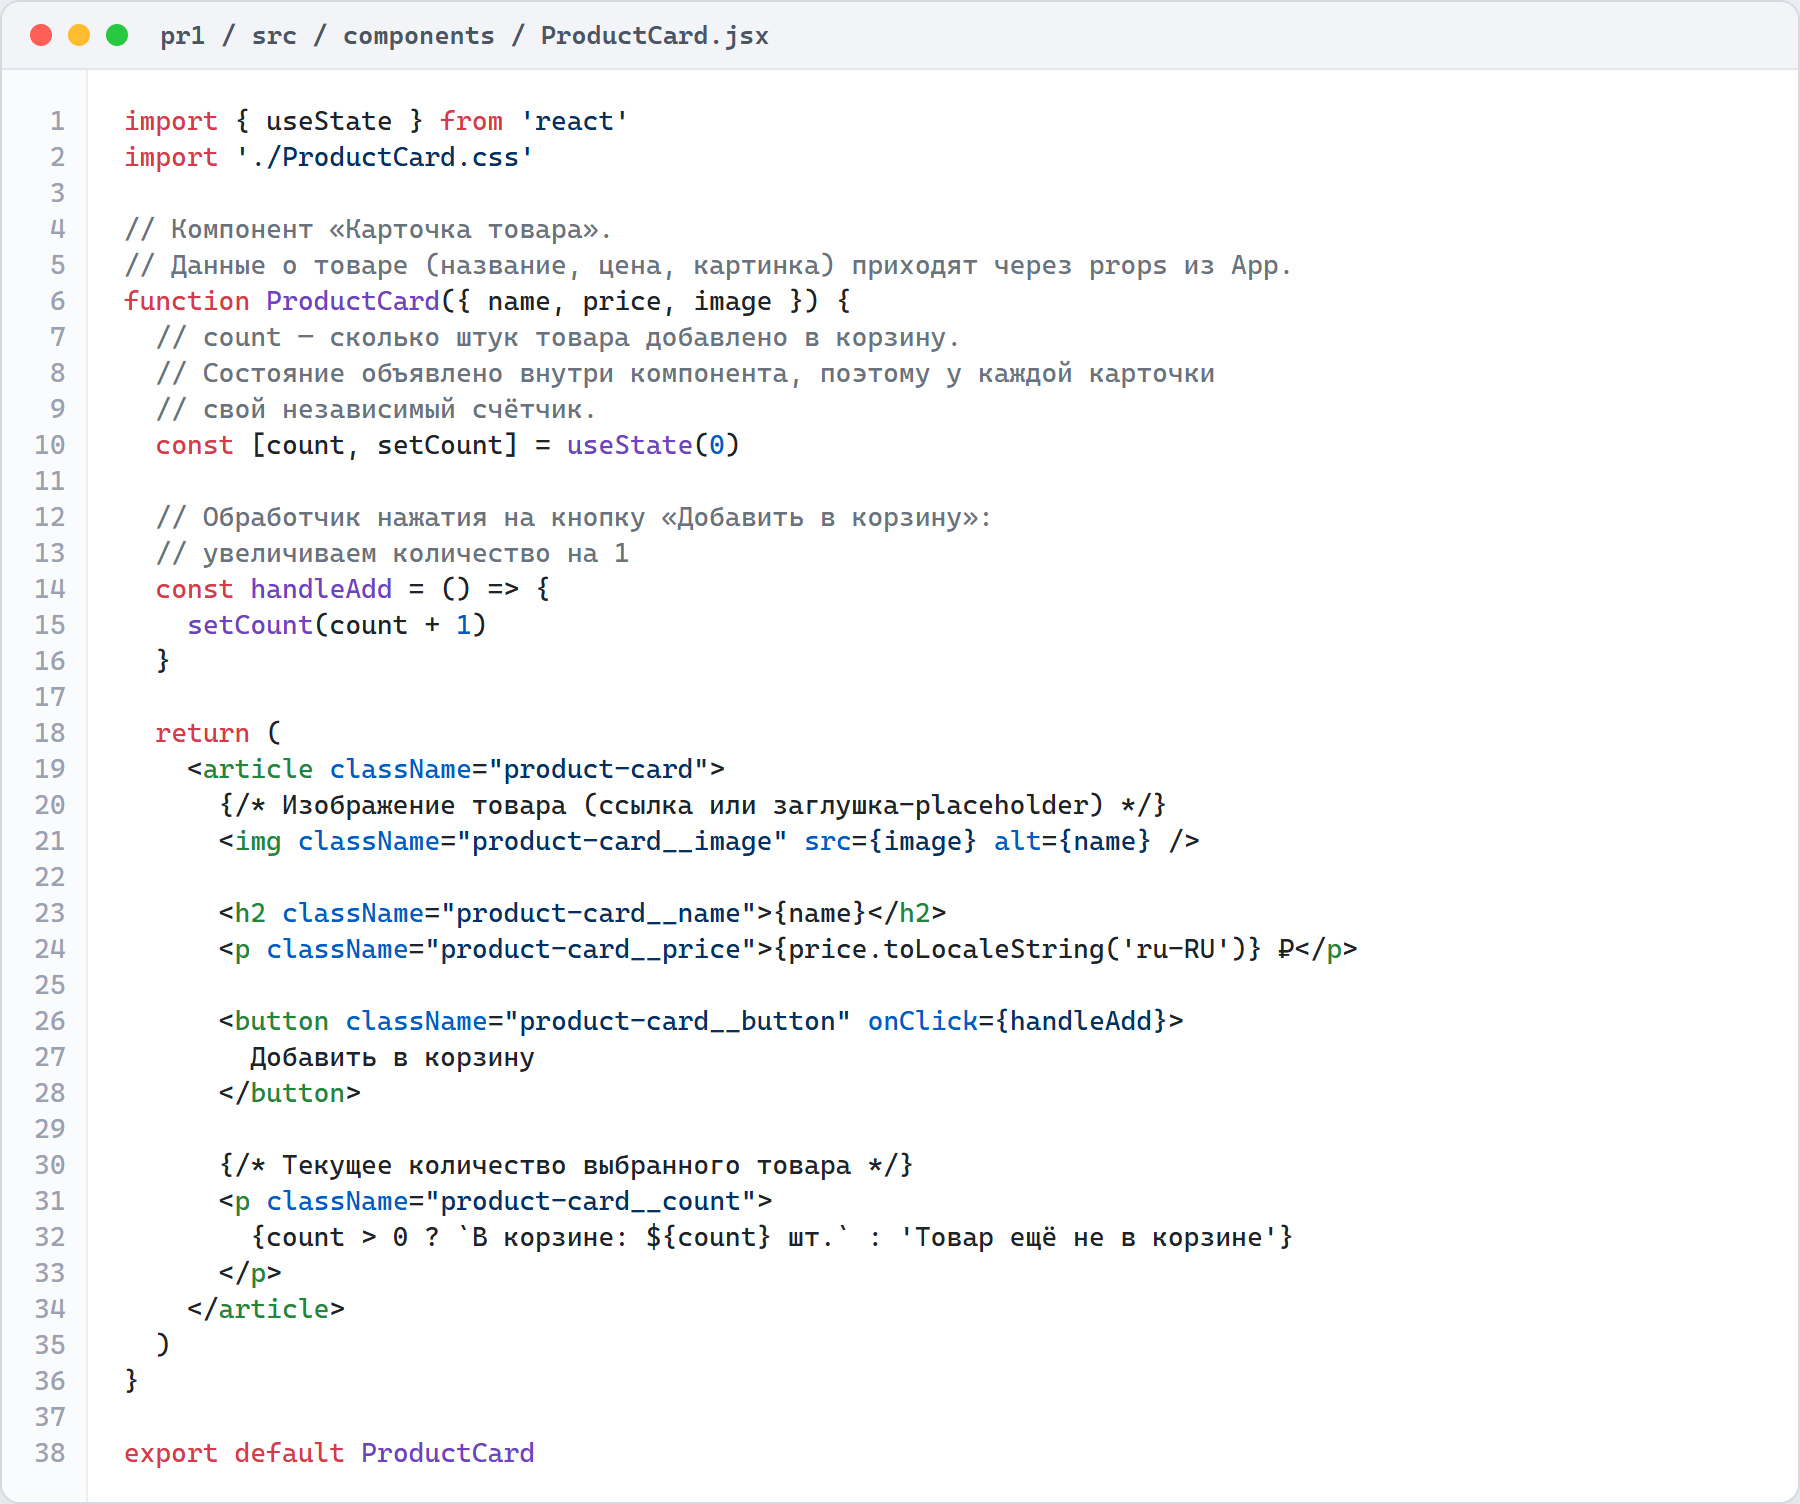 pr1 / src / components / ProductCard.jsx
1 import { useState } from 'react'
2 import './ProductCard.css'
3
4 // Компонент «Карточка товара».
5 // Данные о товаре (название, цена, картинка) приходят через props из App.
6 function ProductCard({ name, price, image }) {
7   // count — сколько штук товара добавлено в корзину.
8   // Состояние объявлено внутри компонента, поэтому у каждой карточки
9   // свой независимый счётчик.
10   const [count, setCount] = useState(0)
11
12   // Обработчик нажатия на кнопку «Добавить в корзину»:
13   // увеличиваем количество на 1
14   const handleAdd = () => {
15     setCount(count + 1)
16   }
17
18   return (
19     <article className="product-card">
20       {/* Изображение товара (ссылка или заглушка-placeholder) */}
21       <img className="product-card__image" src={image} alt={name} />
22
23       <h2 className="product-card__name">{name}</h2>
24       <p className="product-card__price">{price.toLocaleString('ru-RU')} ₽</p>
25
26       <button className="product-card__button" onClick={handleAdd}>
27         Добавить в корзину
28       </button>
29
30       {/* Текущее количество выбранного товара */}
31       <p className="product-card__count">
32         {count > 0 ? `В корзине: ${count} шт.` : 'Товар ещё не в корзине'}
33       </p>
34     </article>
35   )
36 }
37
38 export default ProductCard